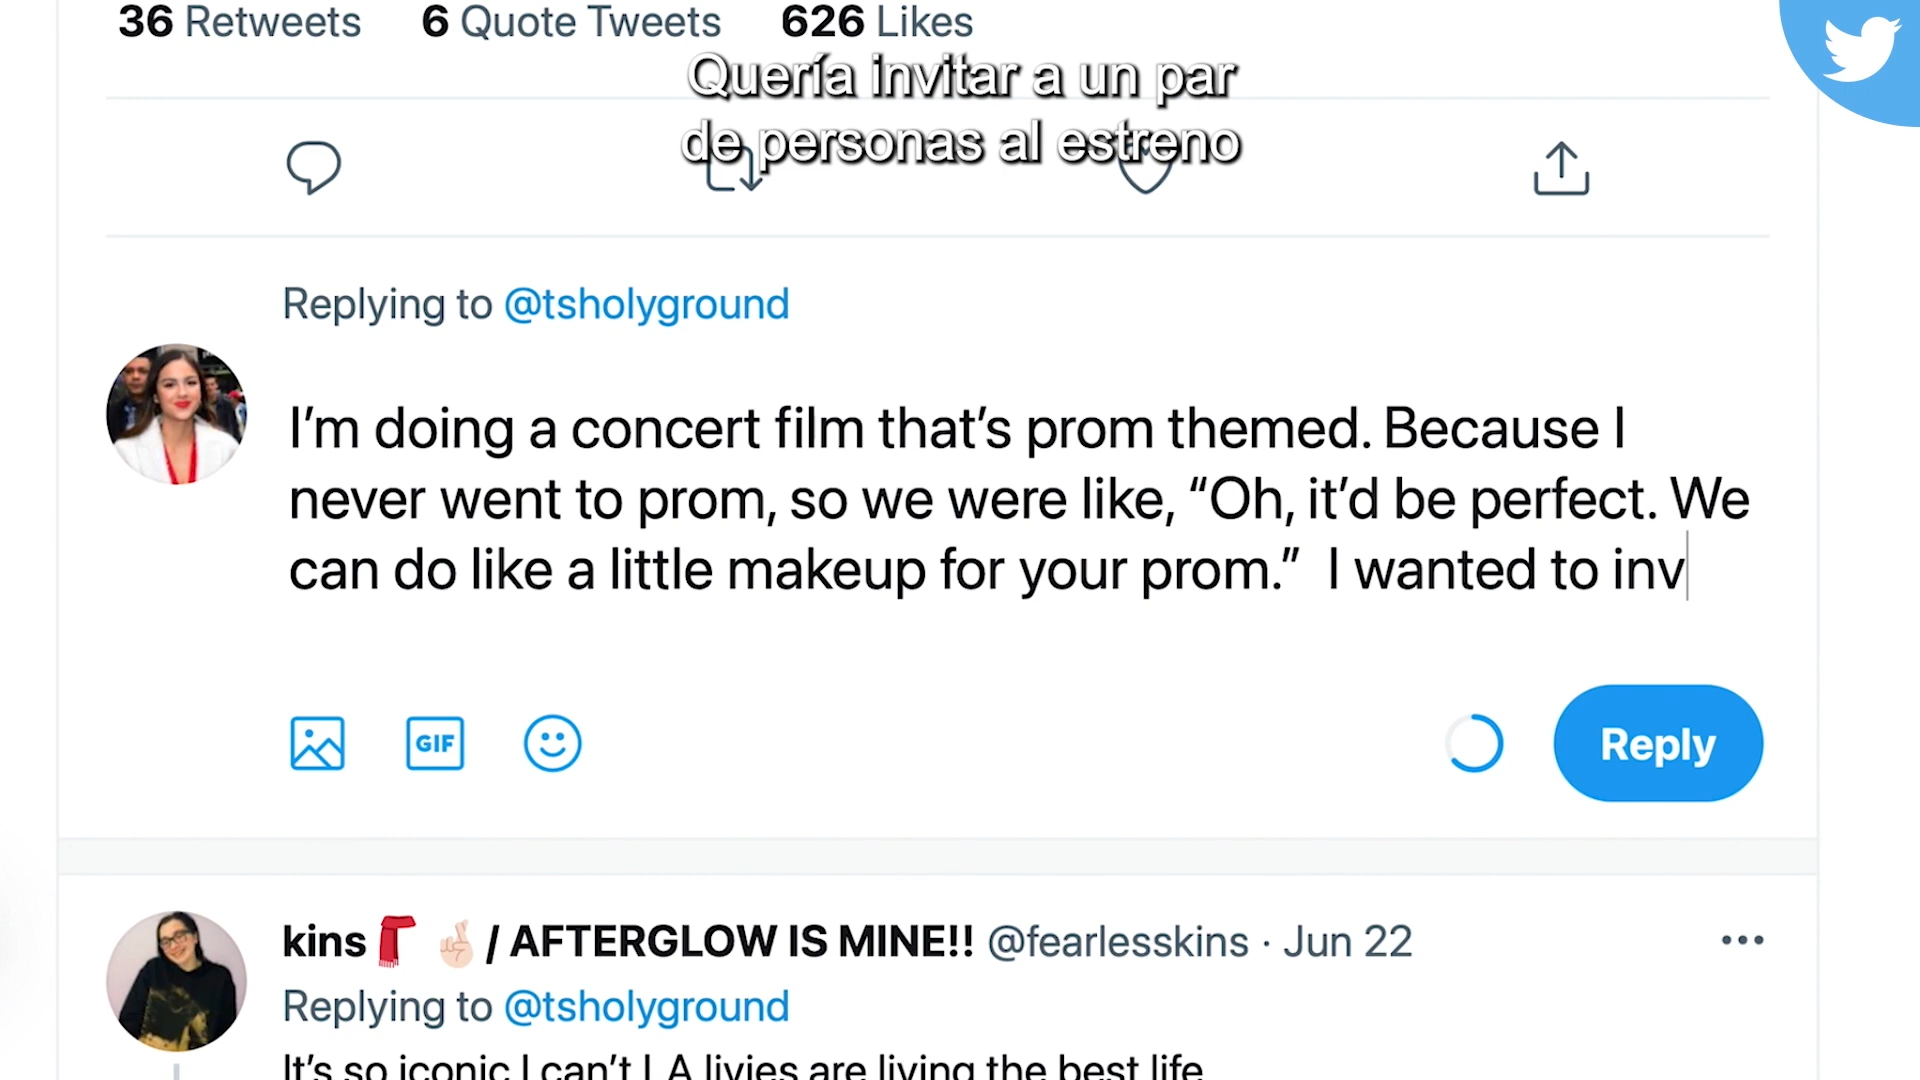 36 Retweets 6 Quote Tweets 626 Likes
Quería invitar a un par
de personas al estreno
Replying to @tsholyground
I’m doing a concert film that’s prom themed. Because I
never went to prom, so we were like, “Oh, it’d be perfect. We
can do like a little makeup for your prom.” I wanted to inv
GIF
Reply
kins🧣 🤞🏻/ AFTERGLOW IS MINE!! @fearlesskins · Jun 22
Replying to @tsholyground
It’s so iconic I can’t LA livies are living the best life